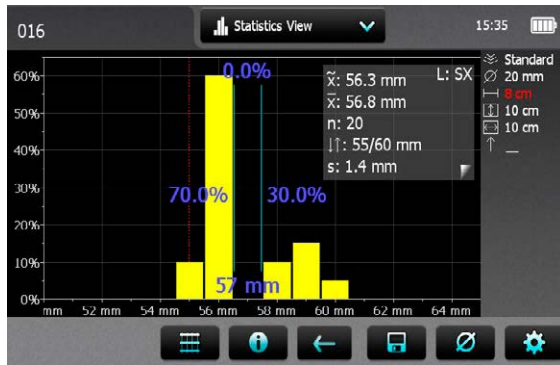 016
Statistics View
15:35
Standard
20 mm
8 cm
10 cm
10 cm
60%
50%
40%
30%
20%
10%
0%
0.0%
70.0%
30.0%
57 mm
x̃: 56.3 mm
L: SX
x̄: 56.8 mm
n: 20
↓↑: 55/60 mm
s: 1.4 mm
mm 52 mm 54 mm 56 mm 58 mm 60 mm 62 mm 64 mm